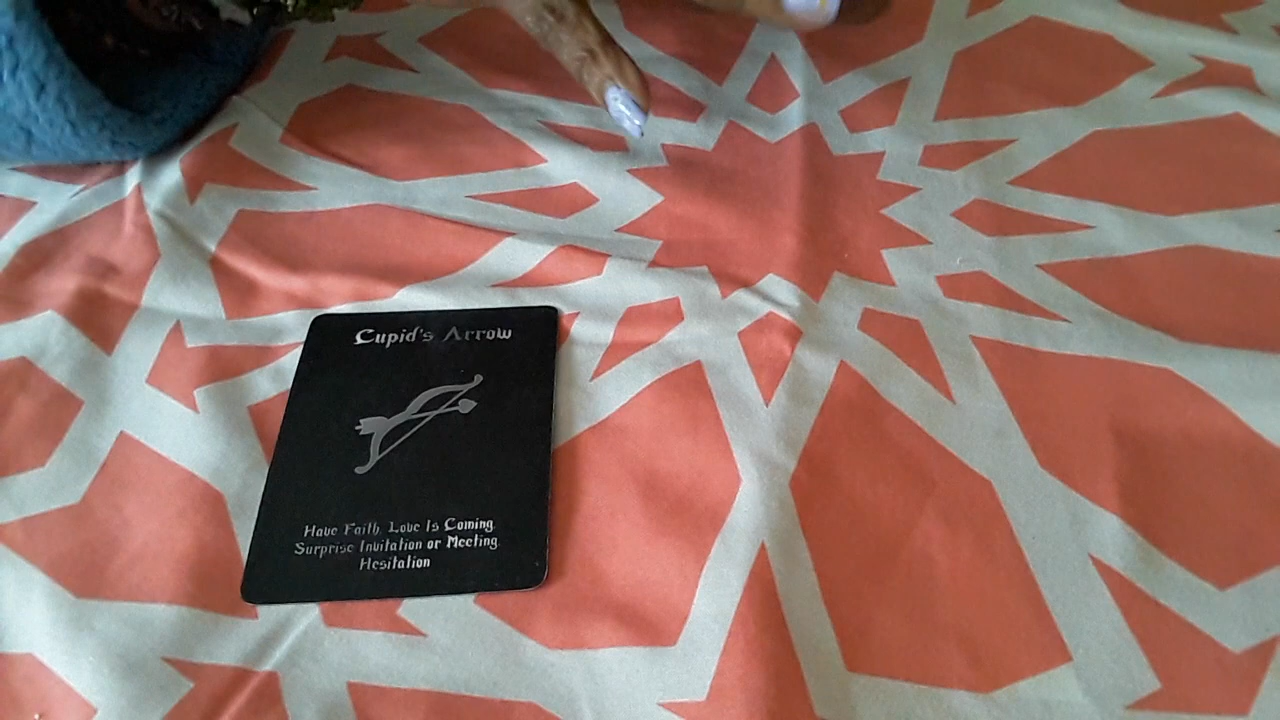 Cupid's Arrow
Have Faith, Love Is Coming,
Surprise Invitation or Meeting,
Hesitation